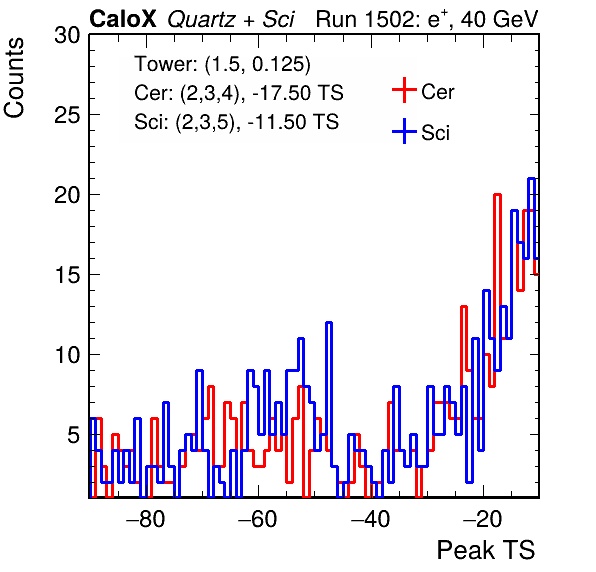 CaloX Quartz + Sci Run 1502: e+, 40 GeV
Counts
30
25
20
15
10
5
Tower: (1.5, 0.125)
Cer: (2,3,4), -17.50 TS
Sci: (2,3,5), -11.50 TS
Cer
Sci
−80 −60 −40 −20
Peak TS